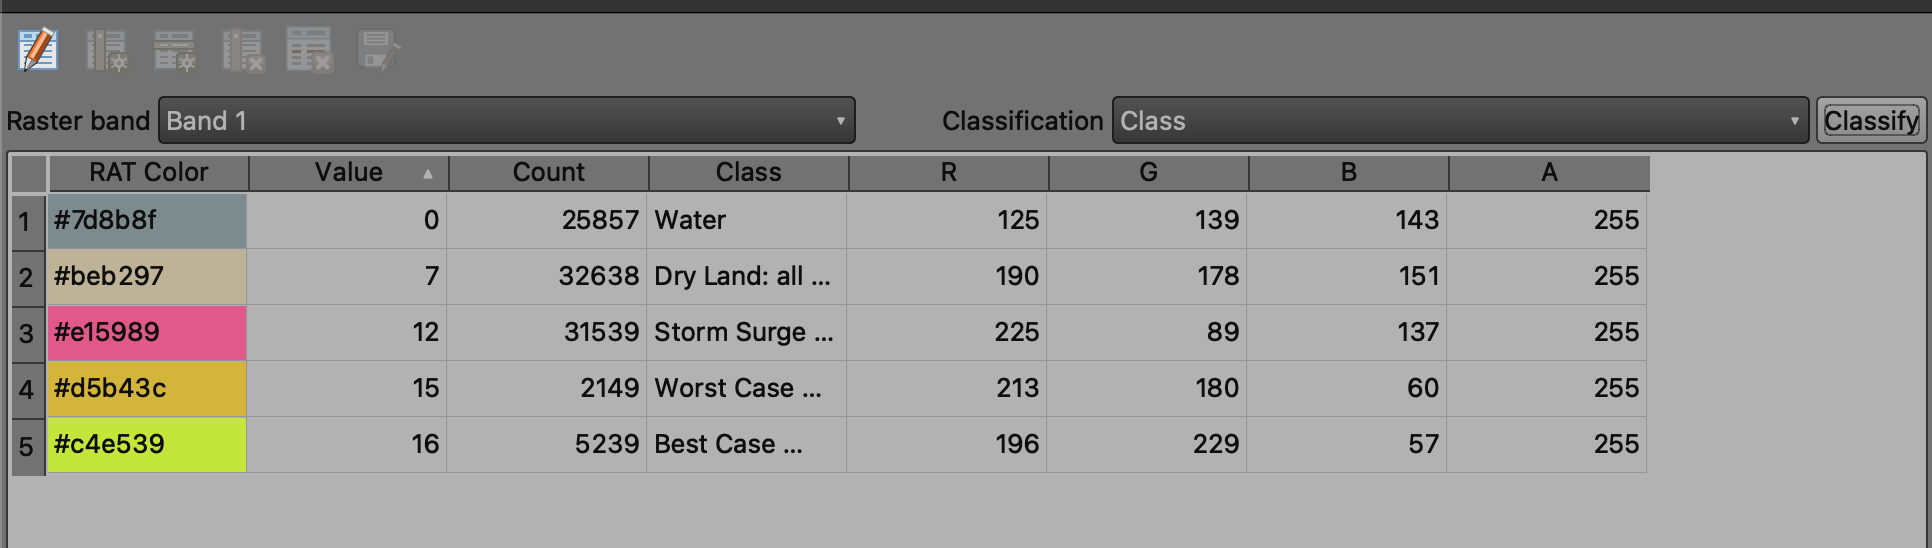 Raster band Band 1 Classification Class Classify
RAT Color Value Count Class R G B A
1 #7d8b8f 0 25857 Water 125 139 143 255
2 #beb297 7 32638 Dry Land: all ... 190 178 151 255
3 #e15989 12 31539 Storm Surge ... 225 89 137 255
4 #d5b43c 15 2149 Worst Case ... 213 180 60 255
5 #c4e539 16 5239 Best Case ... 196 229 57 255